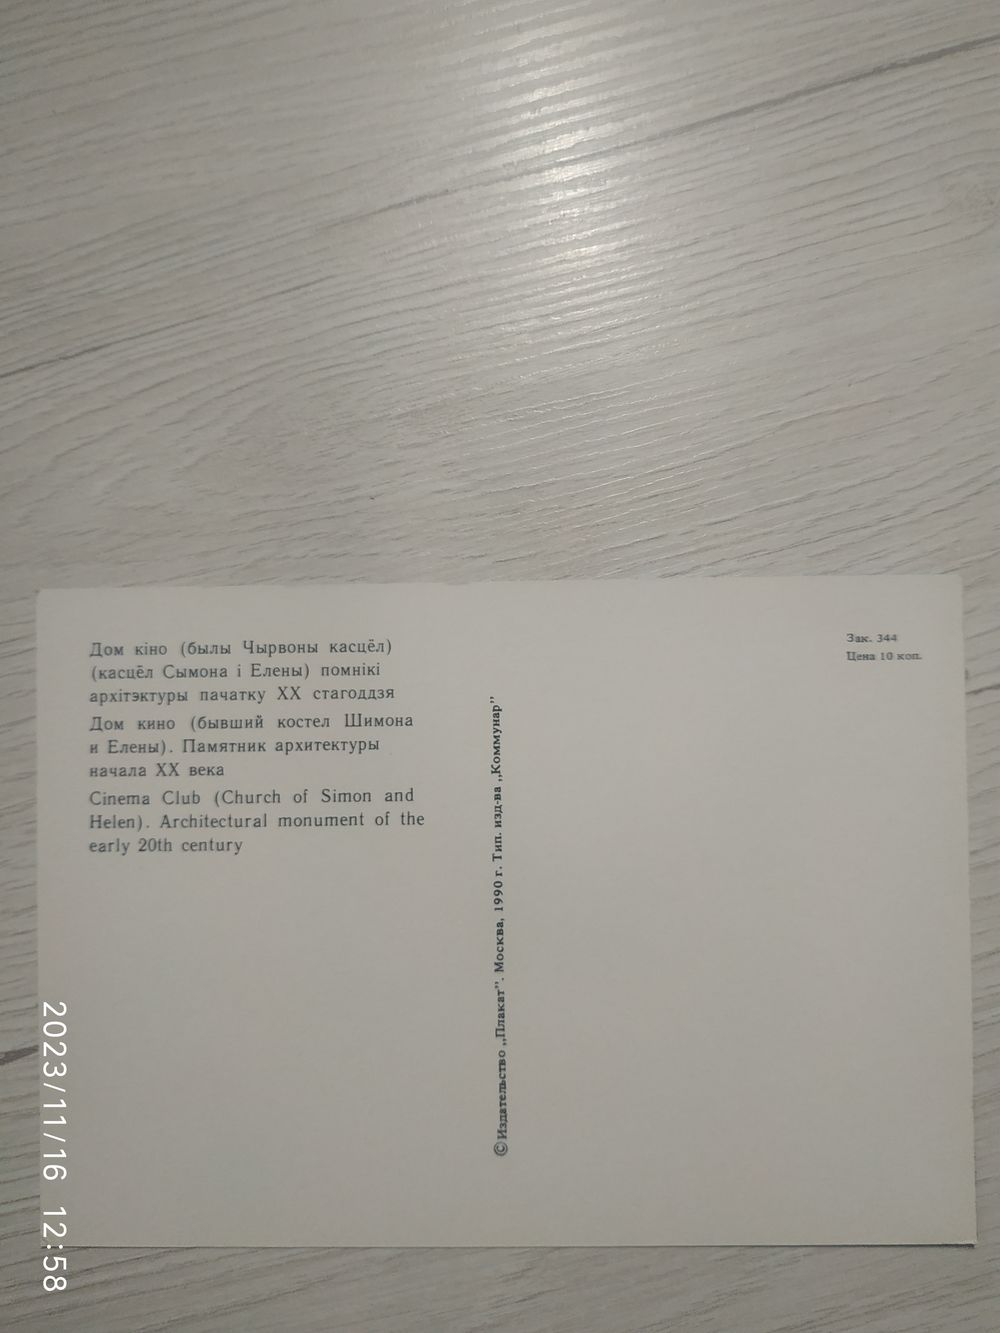 Дом кіно (былы Чырвоны касцёл)
(касцёл Сымона і Елены) помнікі
архітэктуры пачатку XX стагоддзя
Дом кино (бывший костел Шимона
и Елены). Памятник архитектуры
начала XX века
Cinema Club (Church of Simon and
Helen). Architectural monument of the
early 20th century
© Издательство „Плакат”. Москва, 1990 г. Тип. изд-ва „Коммунар”
Зак. 344
Цена 10 коп.
2023/11/16 12:58